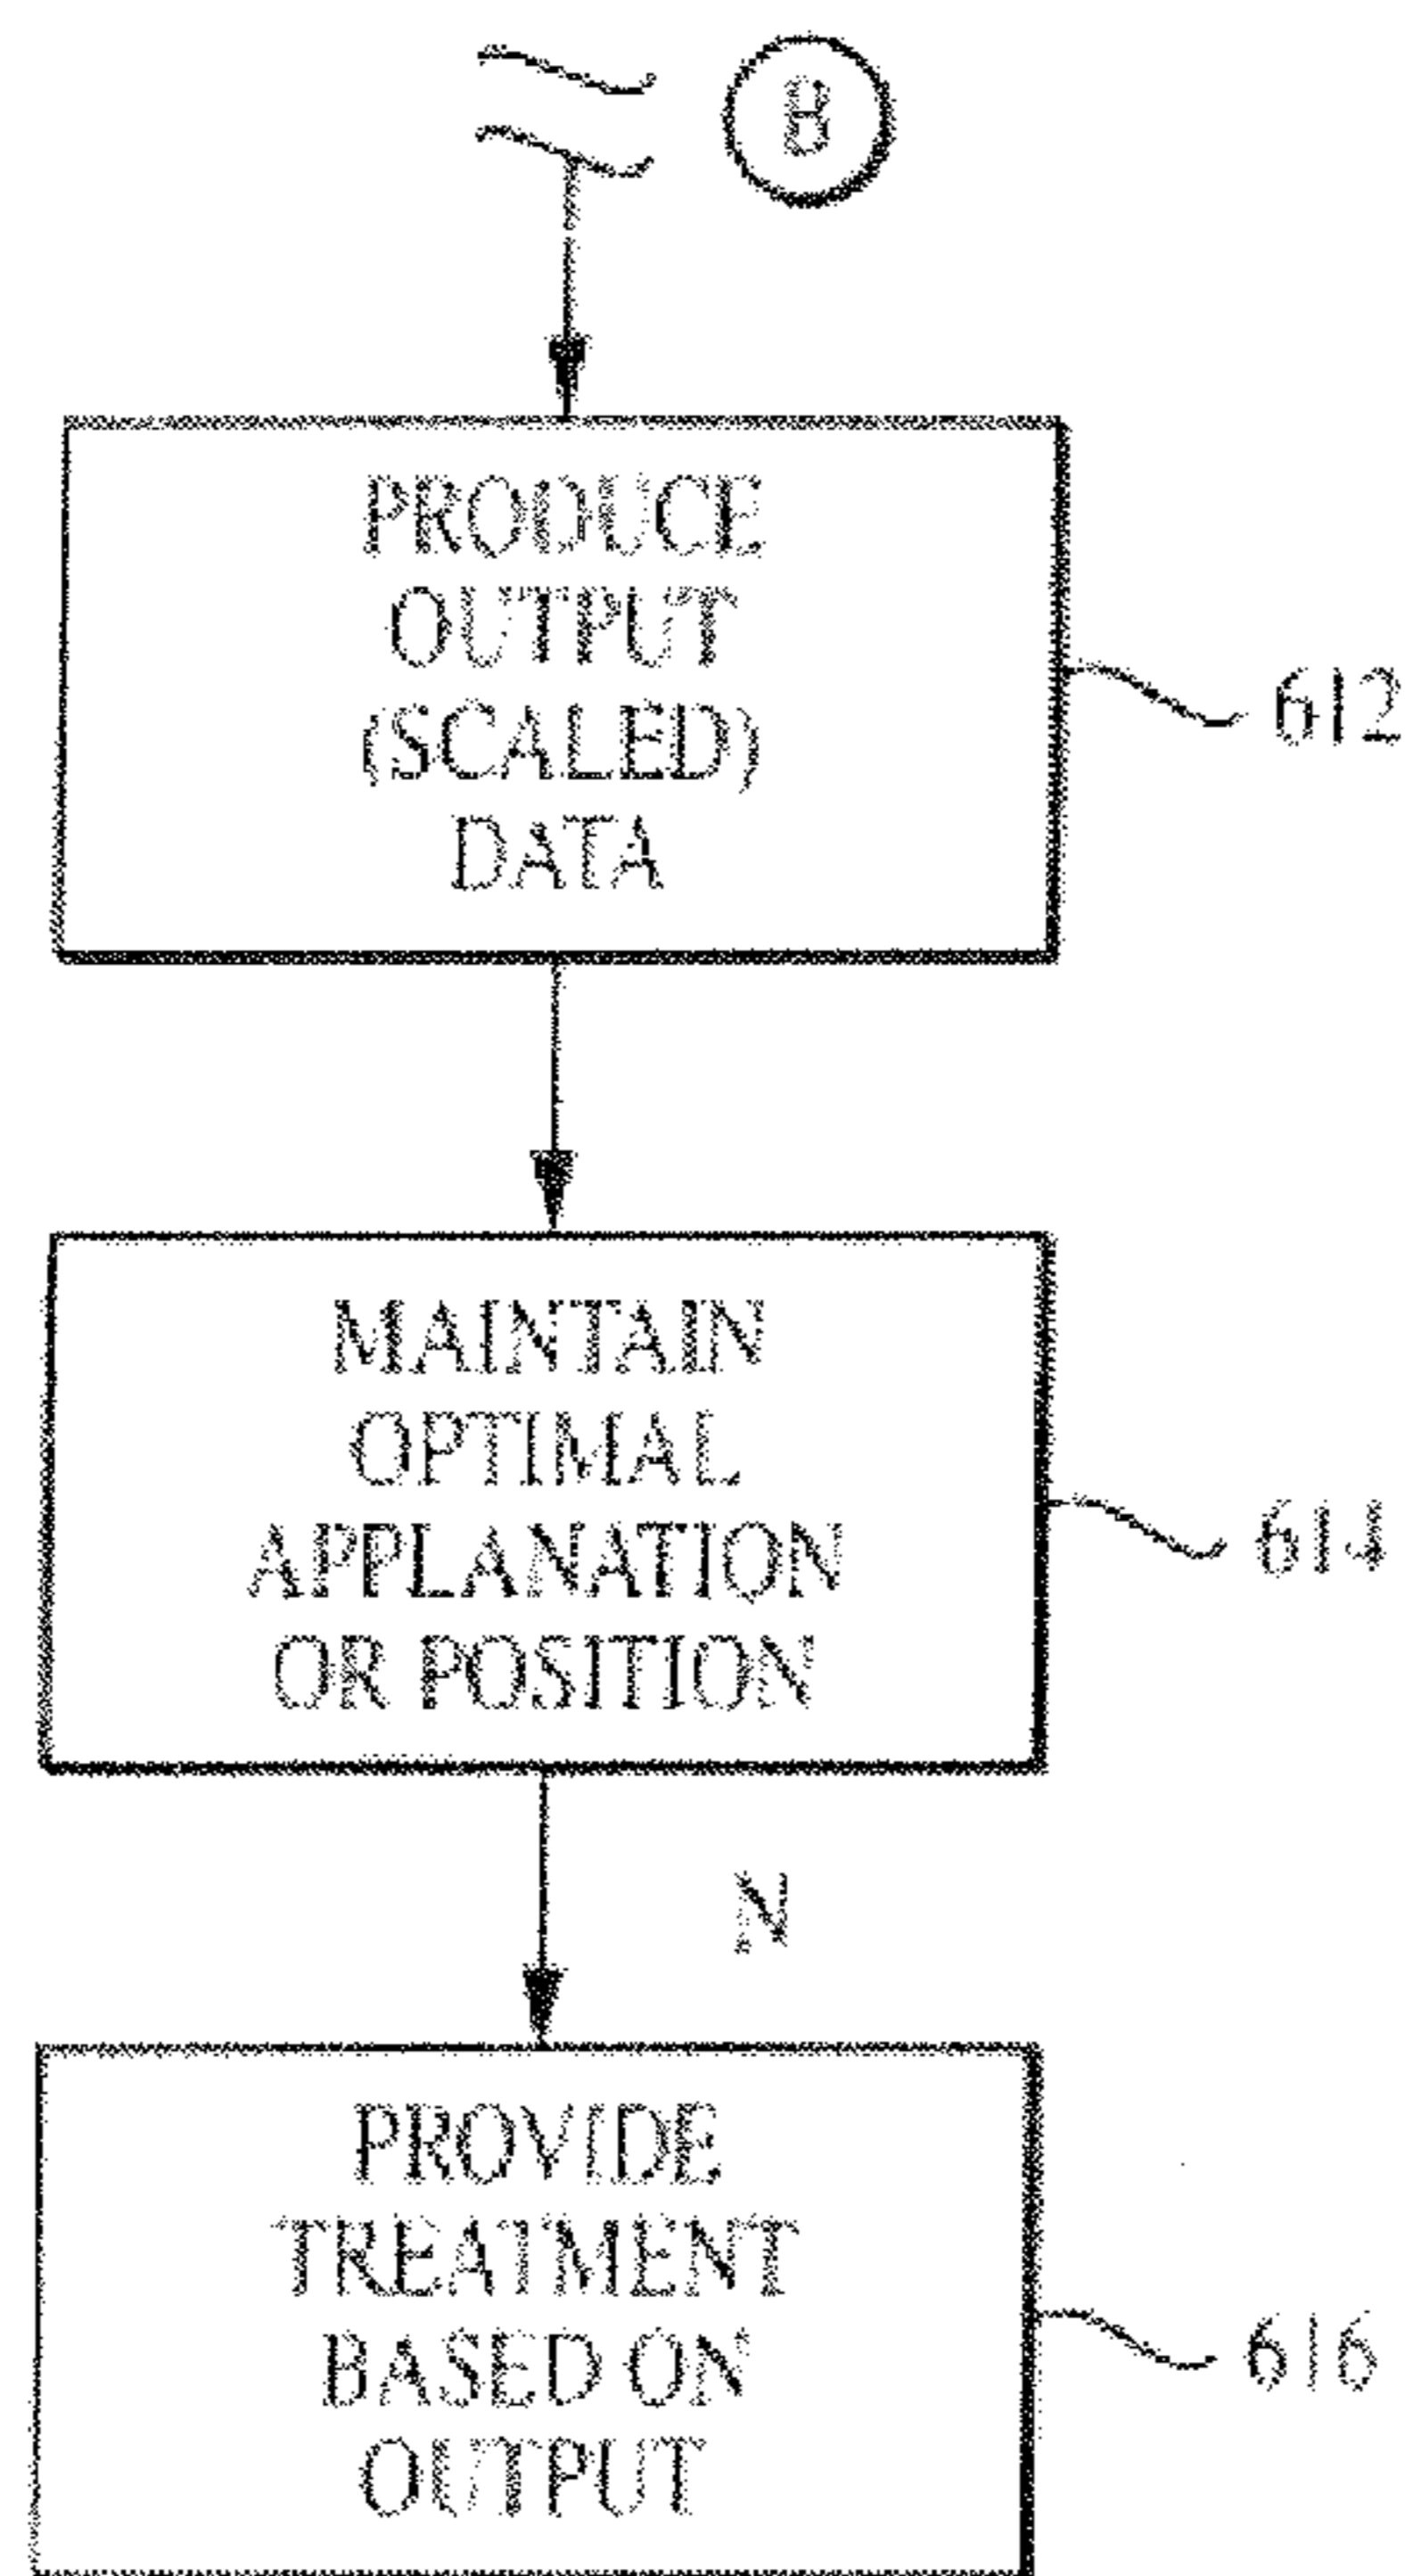 B
PRODUCE
OUTPUT
(SCALED)
DATA
612
MAINTAIN
OPTIMAL
APPLANATION
OR POSITION
614
N
PROVIDE
TREATMENT
BASED ON
OUTPUT
616